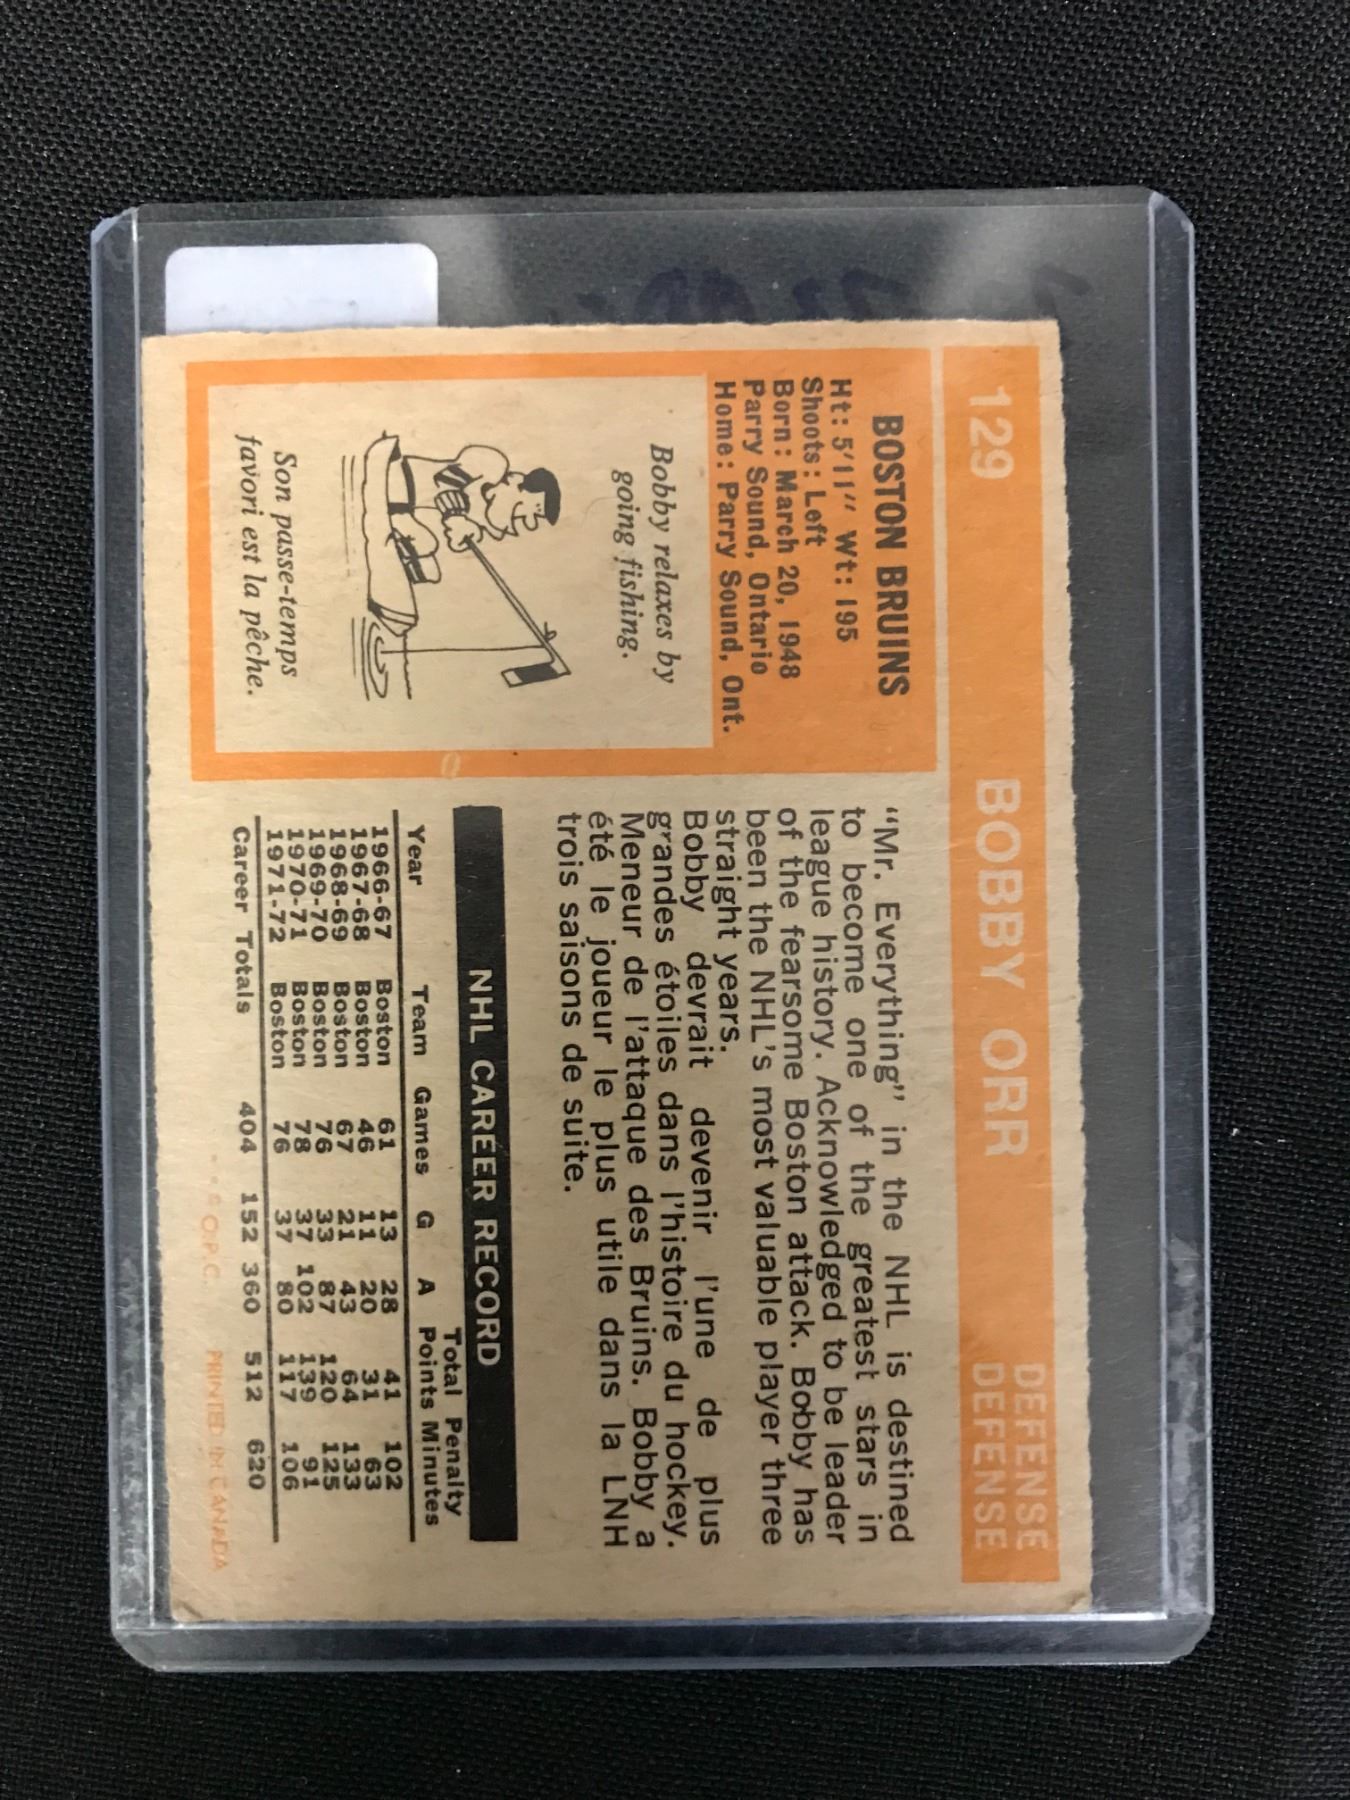 129 BOBBY ORR DEFENSE
DEFENSE
BOSTON BRUINS
Ht: 5'11" Wt: 195
Shoots: Left
Born: March 20, 1948
Parry Sound, Ontario
Home: Parry Sound, Ont.
Bobby relaxes by
going fishing.
Son passe-temps
favori est la pêche.
"Mr. Everything" in the NHL is destined
to become one of the greatest stars in
league history. Acknowledged to be leader
of the fearsome Boston attack. Bobby has
been the NHL's most valuable player three
straight years.
Bobby devrait devenir l'une de plus
grandes étoiles dans l'histoire du hockey.
Meneur de l'attaque des Bruins. Bobby a
été le joueur le plus utile dans la LNH
trois saisons de suite.
NHL CAREER RECORD
Total Penalty
Year Team Games G A Points Minutes
1966-67 Boston 61 13 28 41 102
1967-68 Boston 46 11 20 31 63
1968-69 Boston 67 21 43 64 133
1969-70 Boston 76 33 87 120 125
1970-71 Boston 78 37 102 139 91
1971-72 Boston 76 37 80 117 106
Career Totals 404 152 360 512 620
© O.P.C. PRINTED IN CANADA